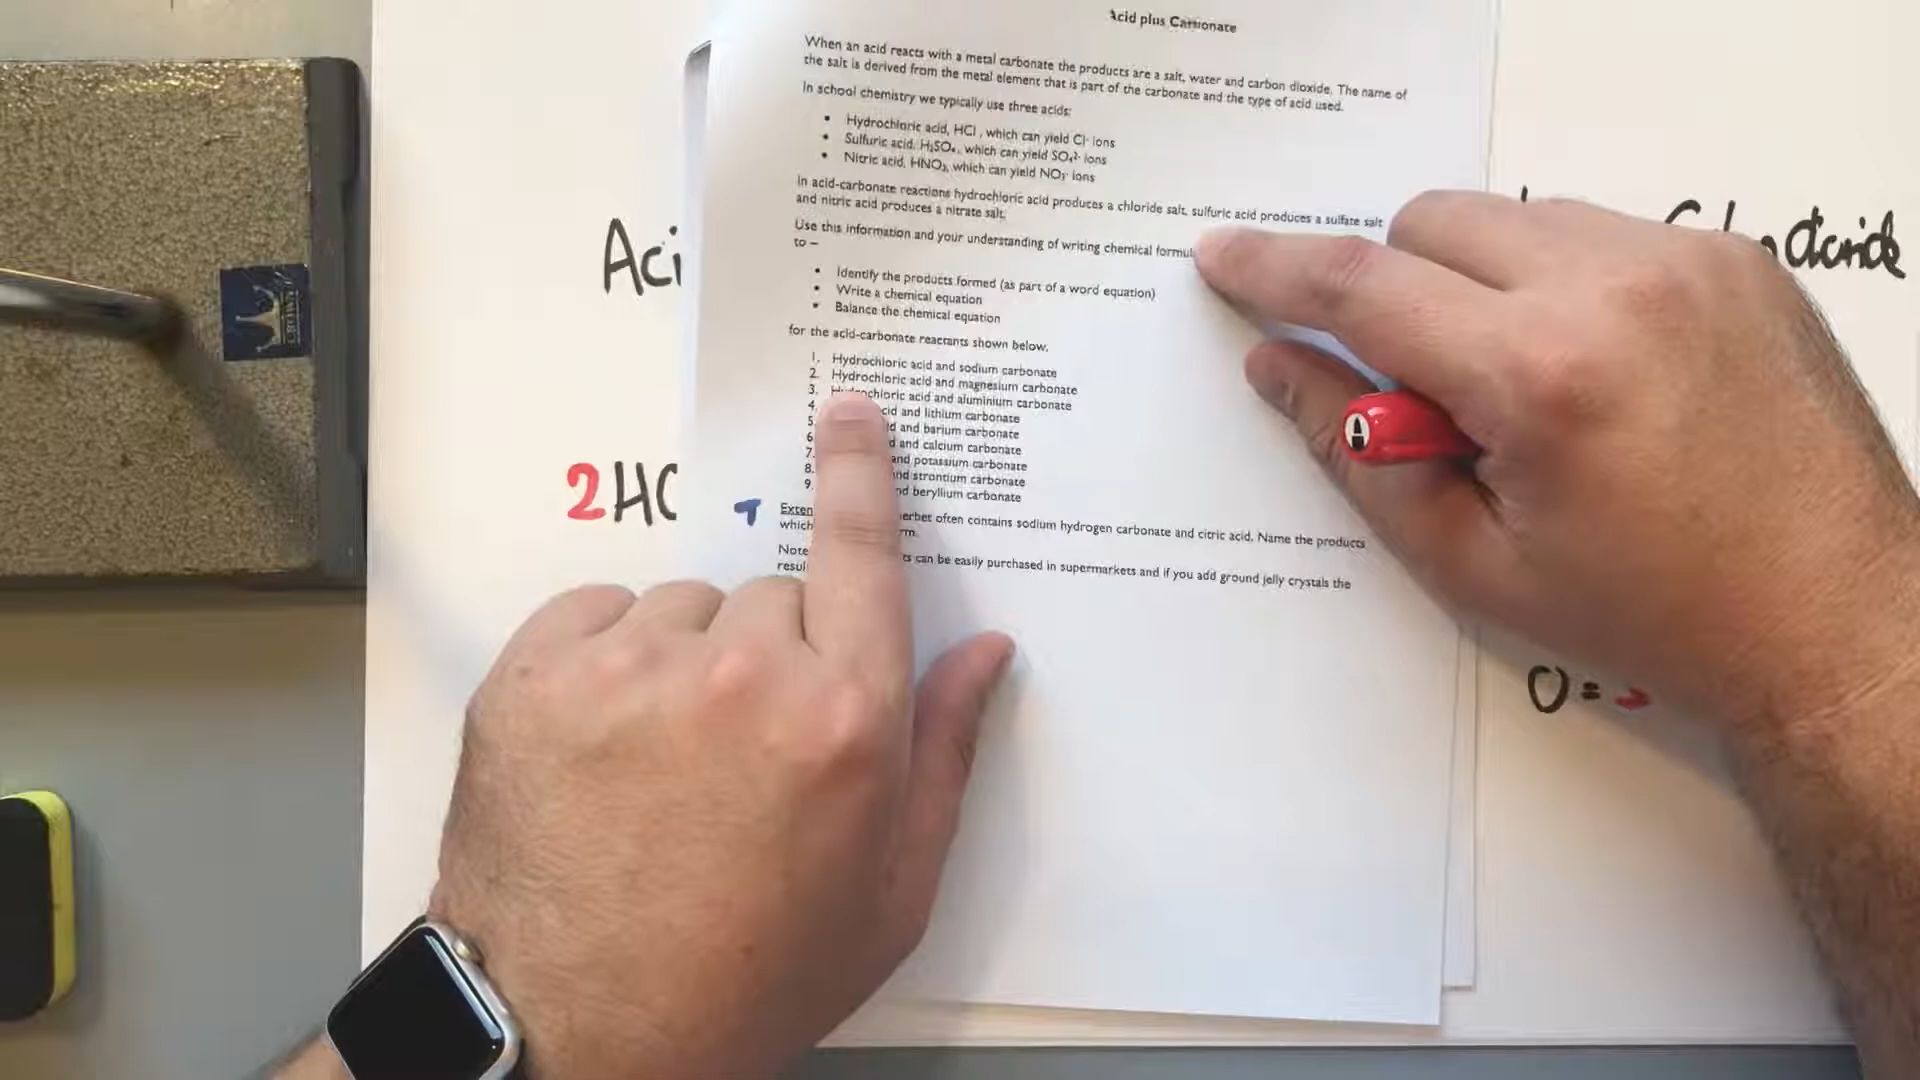 Acid plus Carbonate
When an acid reacts with a metal carbonate the products are a salt, water and carbon dioxide. The name of
the salt is derived from the metal element that is part of the carbonate and the type of acid used.
In school chemistry we typically use three acids:
• Hydrochloric acid, HCl , which can yield Cl⁻ ions
• Sulfuric acid, H₂SO₄, which can yield SO₄²⁻ ions
• Nitric acid, HNO₃, which can yield NO₃⁻ ions
In acid-carbonate reactions hydrochloric acid produces a chloride salt, sulfuric acid produces a sulfate salt
and nitric acid produces a nitrate salt.
Use this information and your understanding of writing chemical formul
to –
• Identify the products formed (as part of a word equation)
• Write a chemical equation
• Balance the chemical equation
for the acid-carbonate reactants shown below.
1. Hydrochloric acid and sodium carbonate
2. Hydrochloric acid and magnesium carbonate
3. Hydrochloric acid and aluminium carbonate
4. cid and lithium carbonate
5. d and barium carbonate
6 d and calcium carbonate
7. and potassium carbonate
8. nd strontium carbonate
9. nd beryllium carbonate
Exten erbet often contains sodium hydrogen carbonate and citric acid. Name the products
which rm.
Note ts can be easily purchased in supermarkets and if you add ground jelly crystals the
resul
Aci
2HC
O =
A